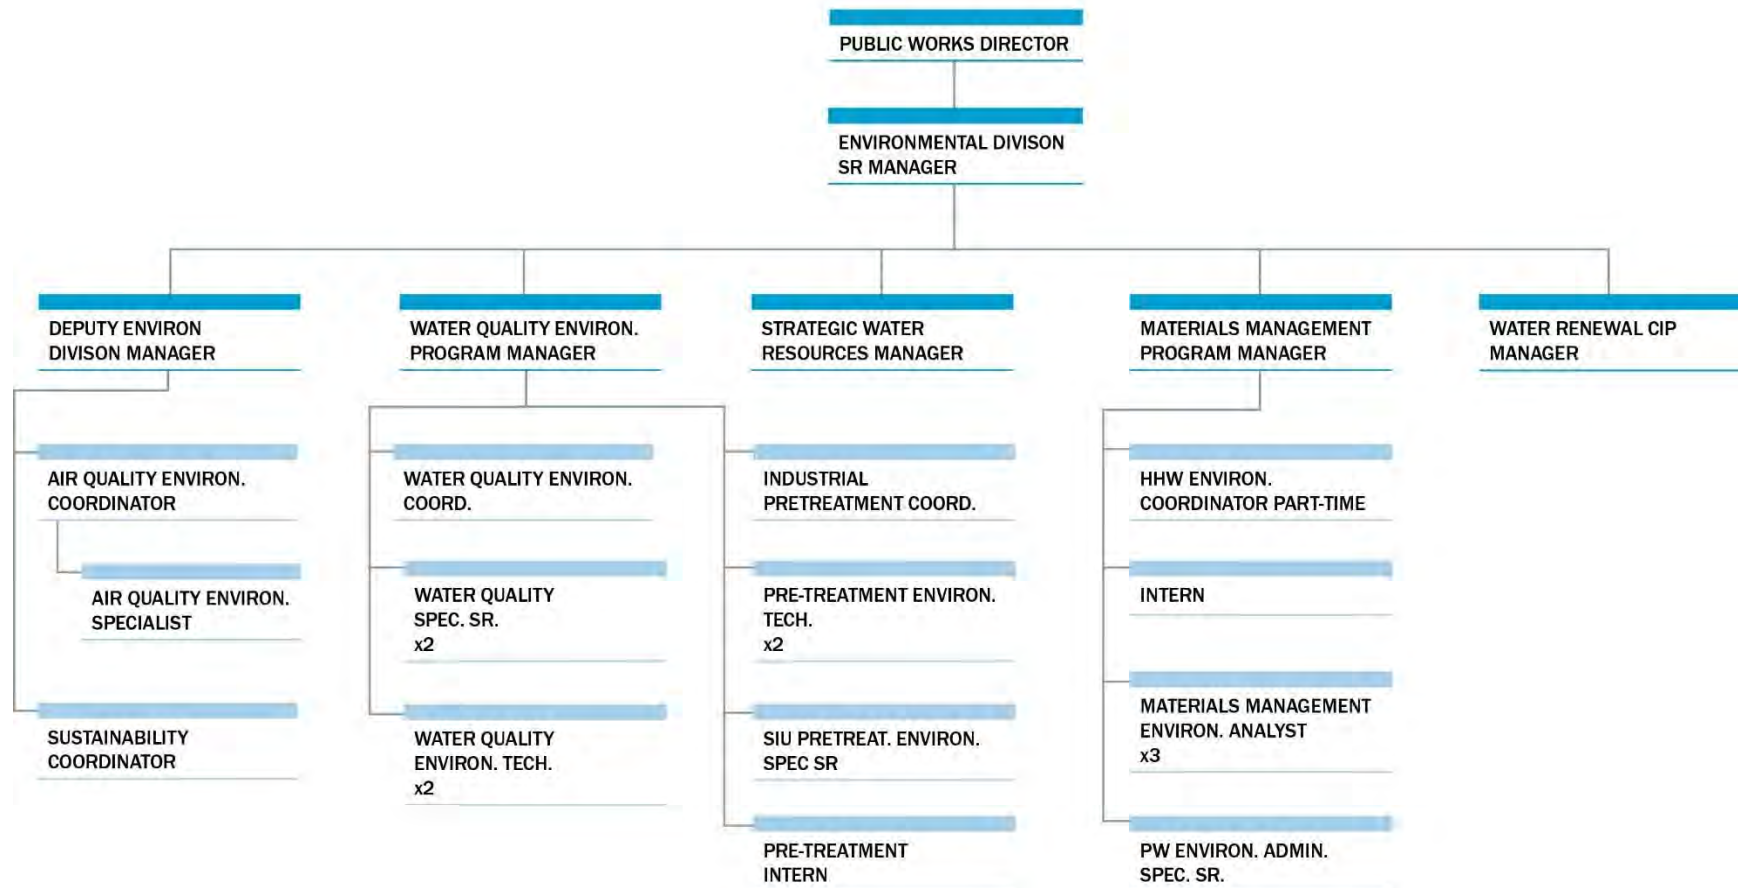 PUBLIC WORKS DIRECTOR
ENVIRONMENTAL DIVISON
SR MANAGER
DEPUTY ENVIRON
DIVISON MANAGER
WATER QUALITY ENVIRON.
PROGRAM MANAGER
STRATEGIC WATER
RESOURCES MANAGER
MATERIALS MANAGEMENT
PROGRAM MANAGER
WATER RENEWAL CIP
MANAGER
AIR QUALITY ENVIRON.
COORDINATOR
AIR QUALITY ENVIRON.
SPECIALIST
SUSTAINABILITY
COORDINATOR
WATER QUALITY ENVIRON.
COORD.
WATER QUALITY
SPEC. SR.
x2
WATER QUALITY
ENVIRON. TECH.
x2
INDUSTRIAL
PRETREATMENT COORD.
PRE-TREATMENT ENVIRON.
TECH.
x2
SIU PRETREAT. ENVIRON.
SPEC SR
PRE-TREATMENT
INTERN
HHW ENVIRON.
COORDINATOR PART-TIME
INTERN
MATERIALS MANAGEMENT
ENVIRON. ANALYST
x3
PW ENVIRON. ADMIN.
SPEC. SR.